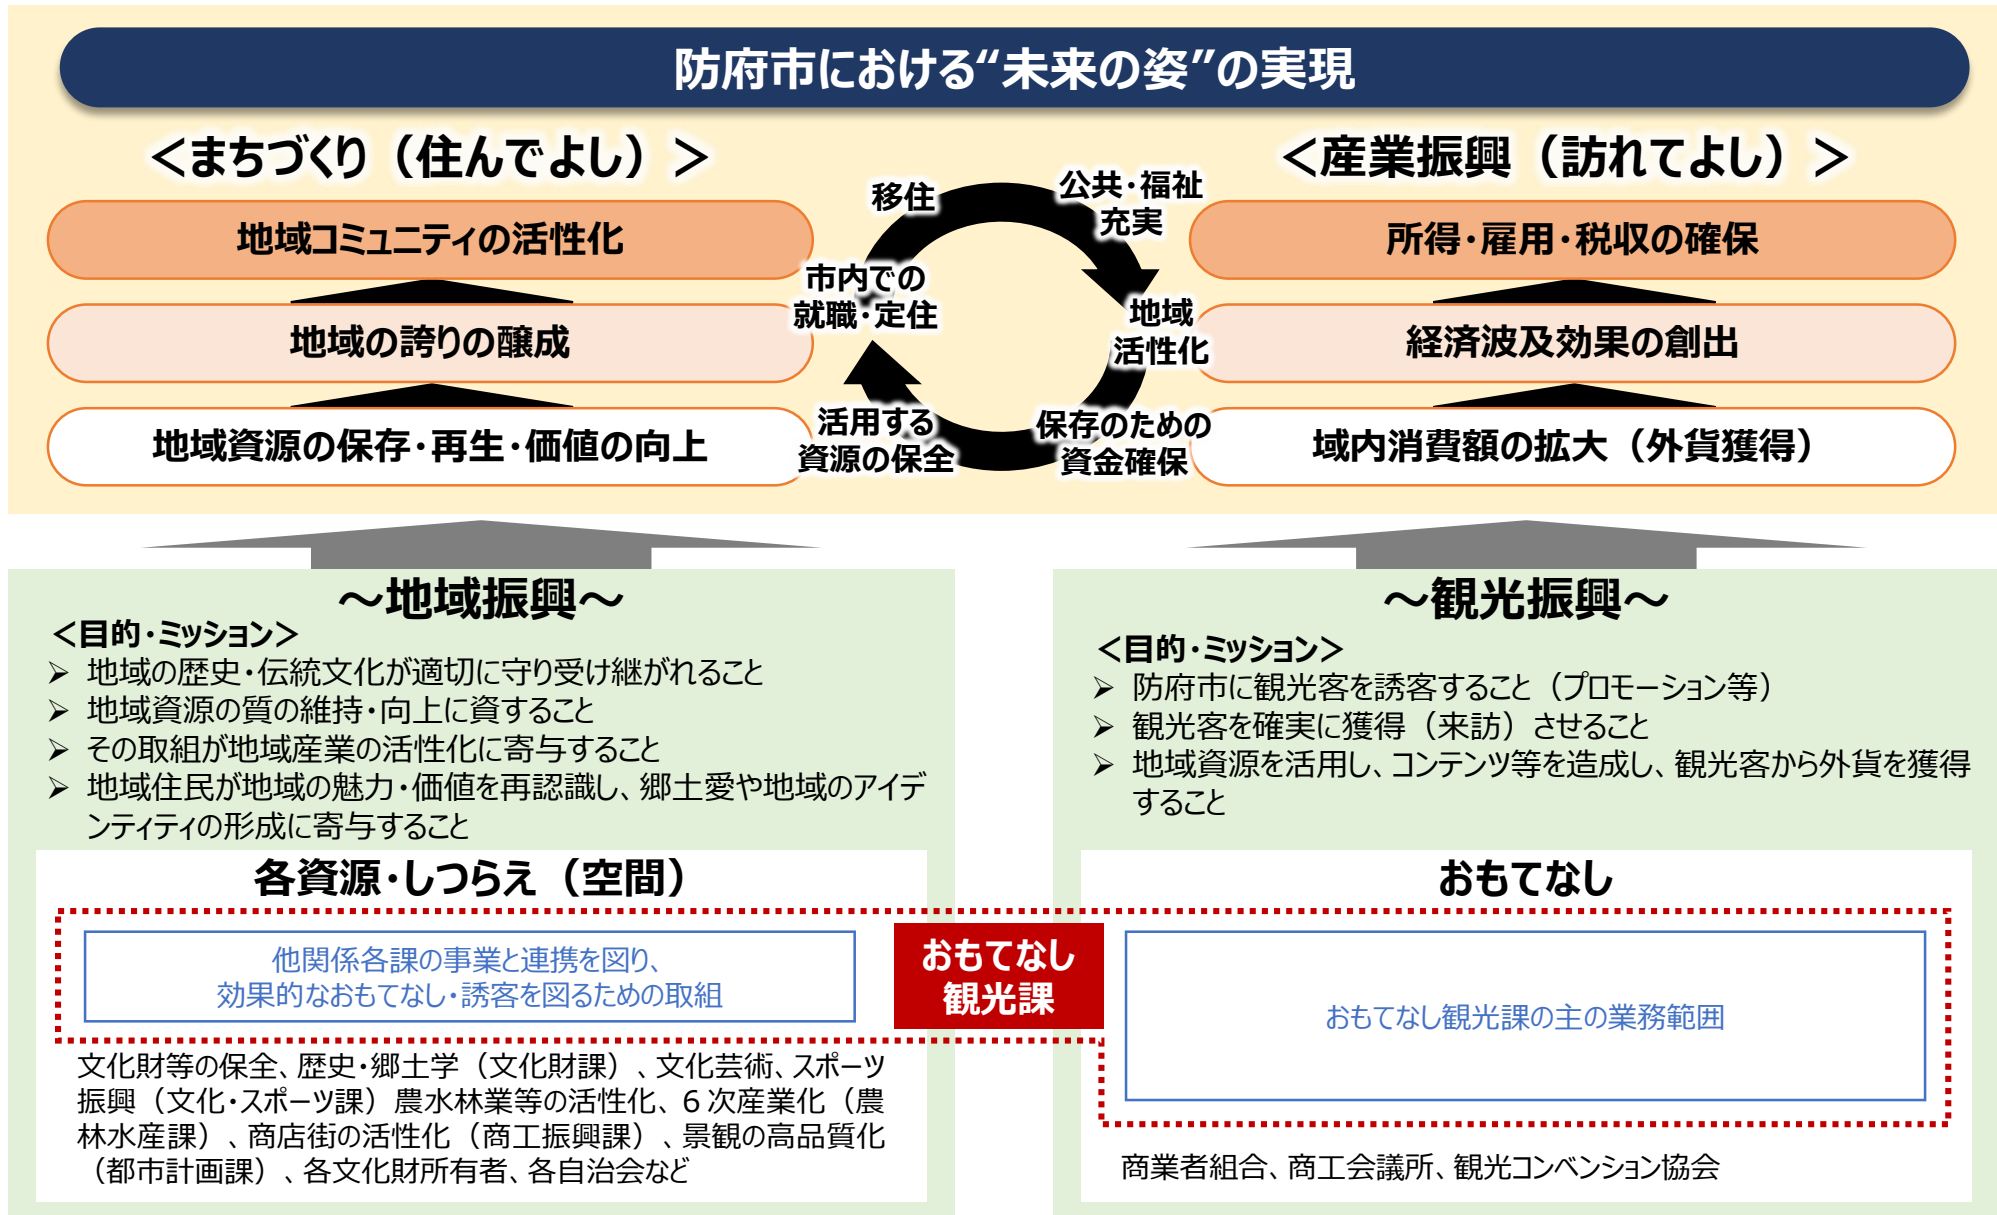 防府市における“未来の姿”の実現
＜まちづくり（住んでよし）＞
地域コミュニティの活性化
地域の誇りの醸成
地域資源の保存・再生・価値の向上
移住
公共・福祉
充実
市内での
就職・定住
地域
活性化
活用する
資源の保全
保存のための
資金確保
＜産業振興（訪れてよし）＞
所得・雇用・税収の確保
経済波及効果の創出
域内消費額の拡大（外貨獲得）
～地域振興～
＜目的・ミッション＞
➢ 地域の歴史・伝統文化が適切に守り受け継がれること
➢ 地域資源の質の維持・向上に資すること
➢ その取組が地域産業の活性化に寄与すること
➢ 地域住民が地域の魅力・価値を再認識し、郷土愛や地域のアイデ
ンティティの形成に寄与すること
各資源・しつらえ（空間）
他関係各課の事業と連携を図り、
効果的なおもてなし・誘客を図るための取組
文化財等の保全、歴史・郷土学（文化財課）、文化芸術、スポーツ
振興（文化・スポーツ課）農水林業等の活性化、６次産業化（農
林水産課）、商店街の活性化（商工振興課）、景観の高品質化
（都市計画課）、各文化財所有者、各自治会など
おもてなし
観光課
～観光振興～
＜目的・ミッション＞
➢ 防府市に観光客を誘客すること（プロモーション等）
➢ 観光客を確実に獲得（来訪）させること
➢ 地域資源を活用し、コンテンツ等を造成し、観光客から外貨を獲得
すること
おもてなし
おもてなし観光課の主の業務範囲
商業者組合、商工会議所、観光コンベンション協会